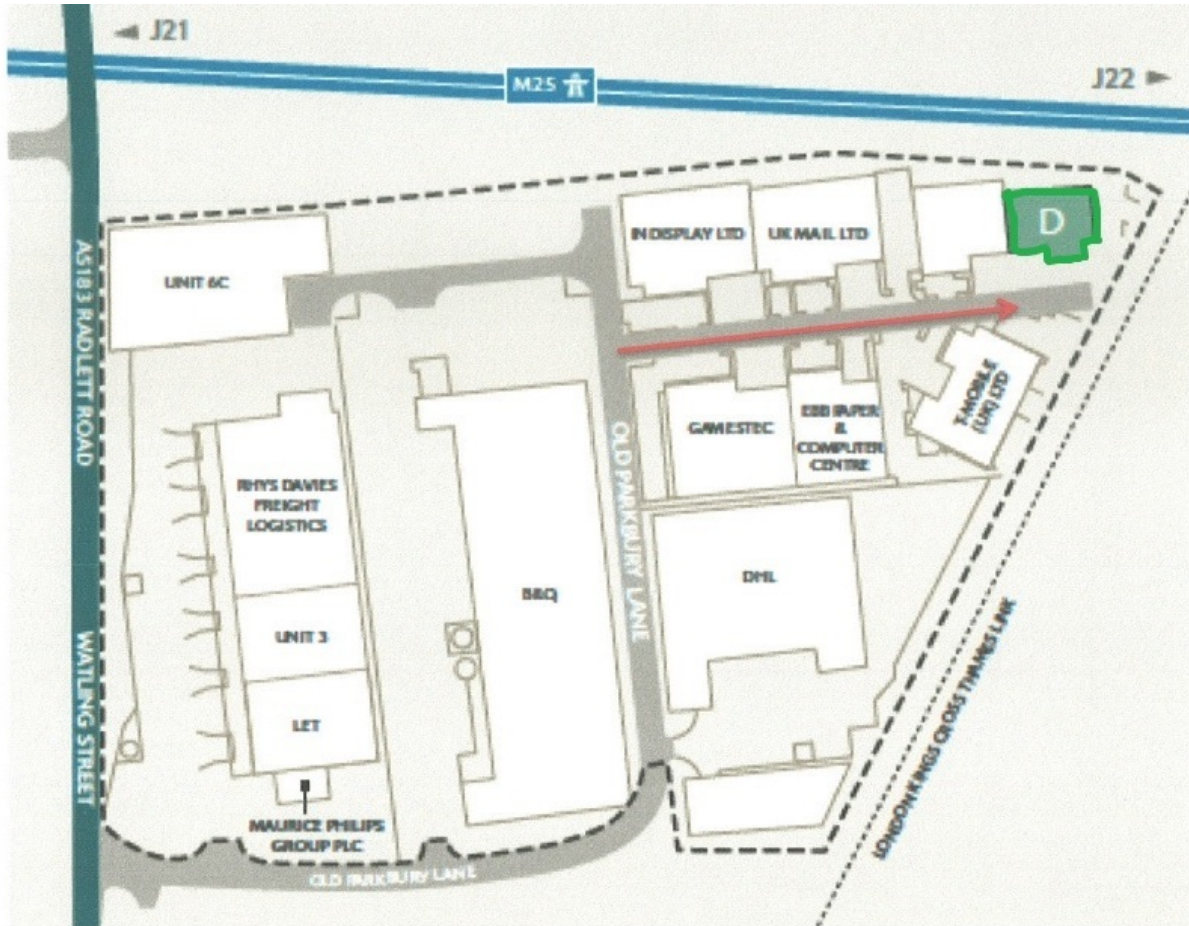 J21
M25
J22
IN DISPLAY LTD
UK MAIL LTD
D
UNIT 6C
A5183 RADLETT ROAD
T-MOBILE
(UK) LTD
GAMESTEC
EBB PAPER
&
COMPUTER
CENTRE
OLD PARKBURY LANE
RHYS DAVIES
FREIGHT
LOGISTICS
DHL
B&Q
UNIT 3
WATLING STREET
LET
LONDON KINGS CROSS THAMES LINK
MAURICE PHILIPS
GROUP PLC
OLD PARKBURY LANE